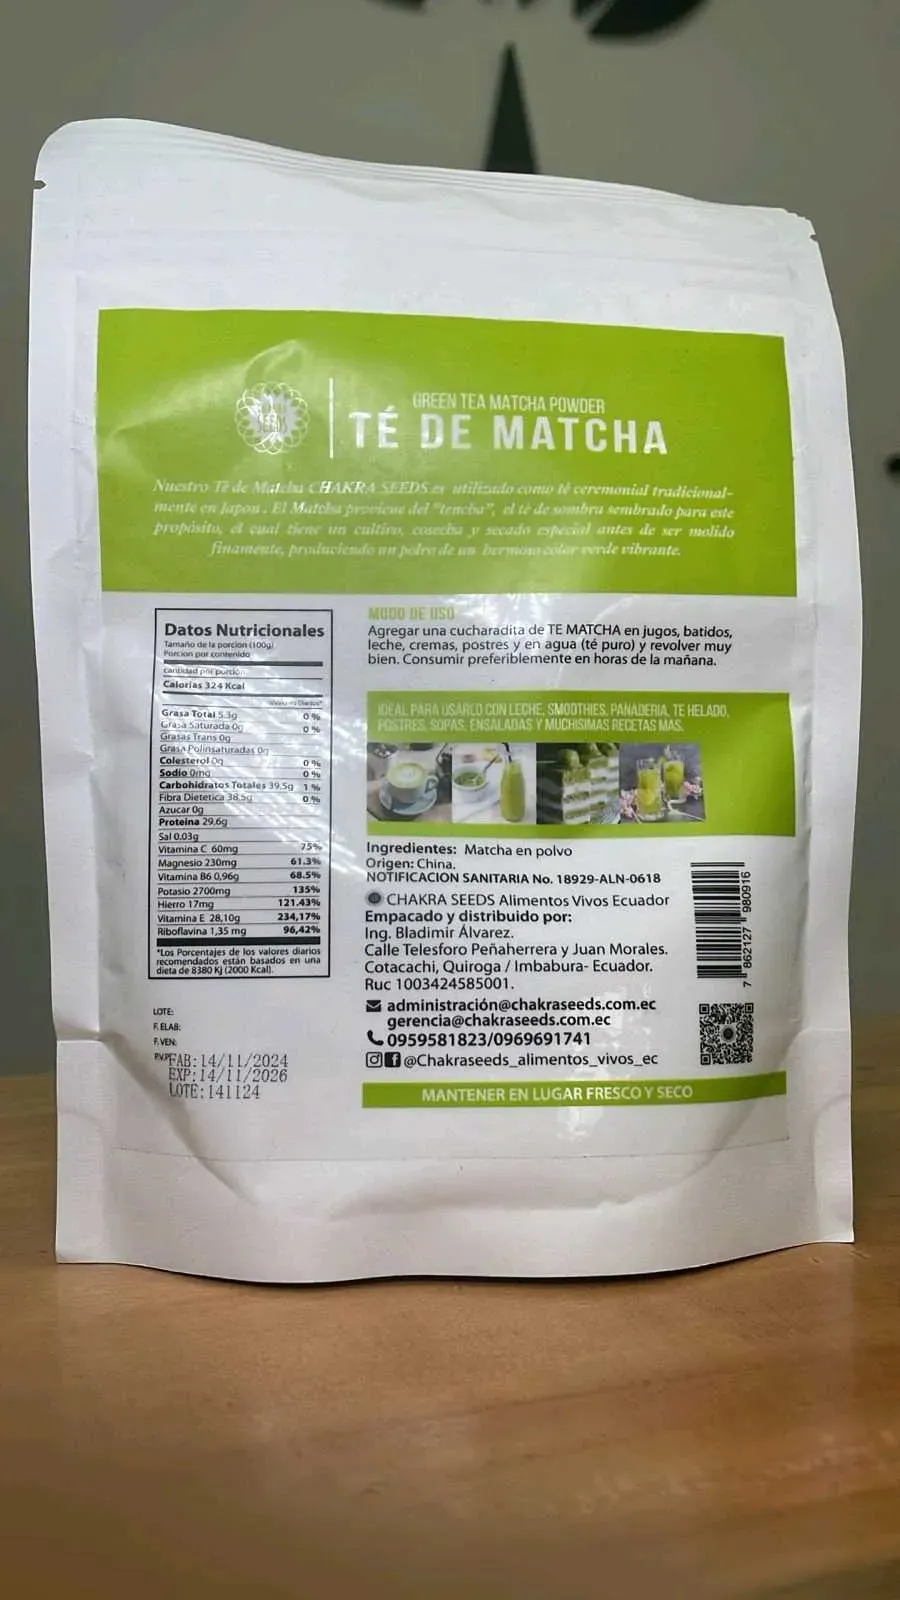 SEEDS
GREEN TEA MATCHA POWDER
TÉ DE MATCHA
Nuestro Té de Matcha CHAKRA SEEDS es utilizado como té ceremonial tradicional-
mente en Japon. El Matcha proviene del "tencha", el té de sombra sembrado para este
propósito, el cual tiene un cultivo, cosecha y secado especial antes de ser molido
finamente, produciendo un polvo de un hermoso color verde vibrante.
Datos Nutricionales
Tamaño de la porcion (100g)
Porcion por contenido
Cantidad por porcion
Calorias 324 Kcal
Grasa Total 5.3g 0 %
Grasa Saturada 0g 0 %
Grasas Trans 0g
Grasa Polinsaturadas 0g
Colesterol 0g 0 %
Sodio 0mg 0 %
Carbohidratos Totales 39.5g 1 %
Fibra Dietetica 38.5g 0 %
Azucar 0g
Proteina 29,6g
Sal 0.03g
Vitamina C 60mg 75%
Magnesio 230mg 61.3%
Vitamina B6 0,96g 68.5%
Potasio 2700mg 135%
Hierro 17mg 121.43%
Vitamina E 28,10g 234,17%
Riboflavina 1,35 mg 96,42%
*Los Porcentajes de los valores diarios
recomendados están basados en una
dieta de 8380 Kj (2000 Kcal).
LOTE:
F. ELAB:
F. VEN:
P.V.P
FAB:14/11/2024
EXP:14/11/2026
LOTE:141124
MODO DE USO
Agregar una cucharadita de TE MATCHA en jugos, batidos,
leche, cremas, postres y en agua (té puro) y revolver muy
bien. Consumir preferiblemente en horas de la mañana.
IDEAL PARA USARLO CON LECHE, SMOOTHIES, PANADERIA, TE HELADO,
POSTRES, SOPAS, ENSALADAS Y MUCHISIMAS RECETAS MAS.
Ingredientes: Matcha en polvo
Origen: China.
NOTIFICACION SANITARIA No. 18929-ALN-0618
CHAKRA SEEDS Alimentos Vivos Ecuador
Empacado y distribuido por:
Ing. Bladimir Álvarez.
Calle Telesforo Peñaherrera y Juan Morales.
Cotacachi, Quiroga / Imbabura- Ecuador.
Ruc 1003424585001.
administración@chakraseeds.com.ec
gerencia@chakraseeds.com.ec
0959581823/0969691741
@Chakraseeds_alimentos_vivos_ec
7 862127 980916
MANTENER EN LUGAR FRESCO Y SECO